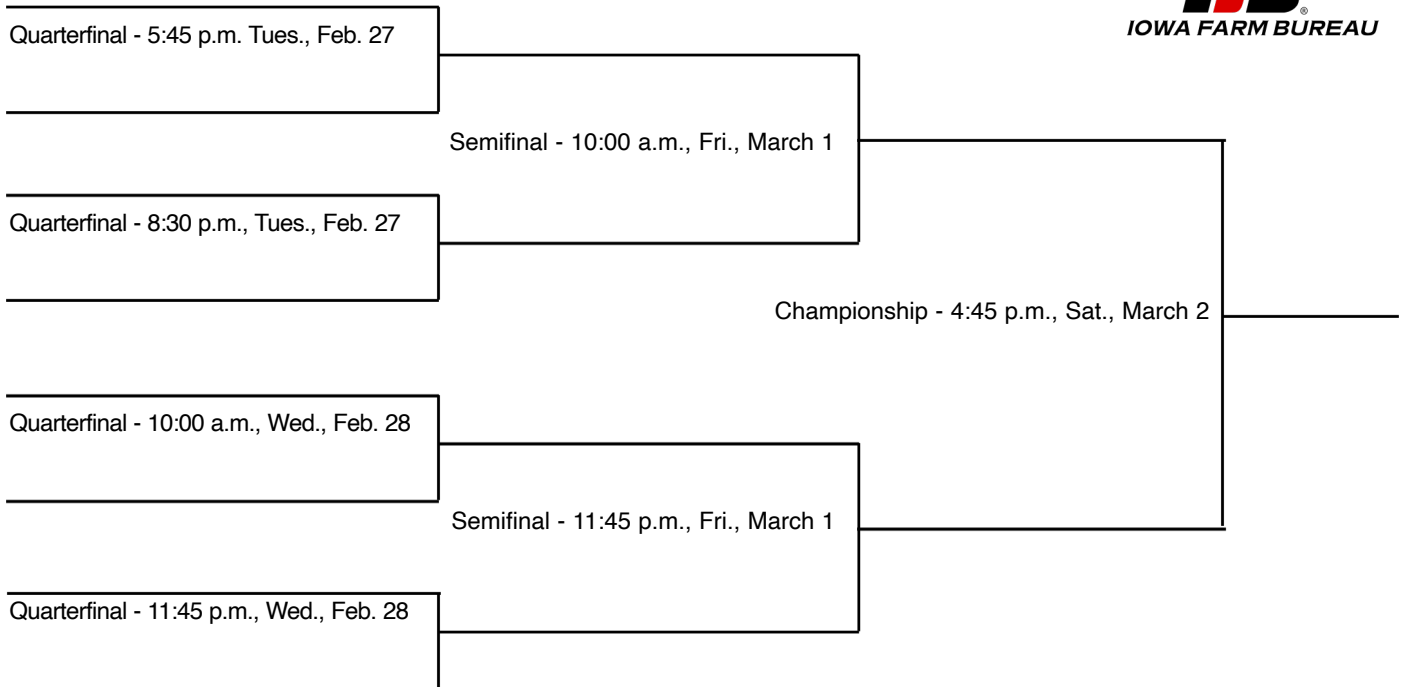 Quarterfinal - 5:45 p.m. Tues., Feb. 27
®
IOWA FARM BUREAU
Semifinal - 10:00 a.m., Fri., March 1
Quarterfinal - 8:30 p.m., Tues., Feb. 27
Championship - 4:45 p.m., Sat., March 2
Quarterfinal - 10:00 a.m., Wed., Feb. 28
Semifinal - 11:45 p.m., Fri., March 1
Quarterfinal - 11:45 p.m., Wed., Feb. 28